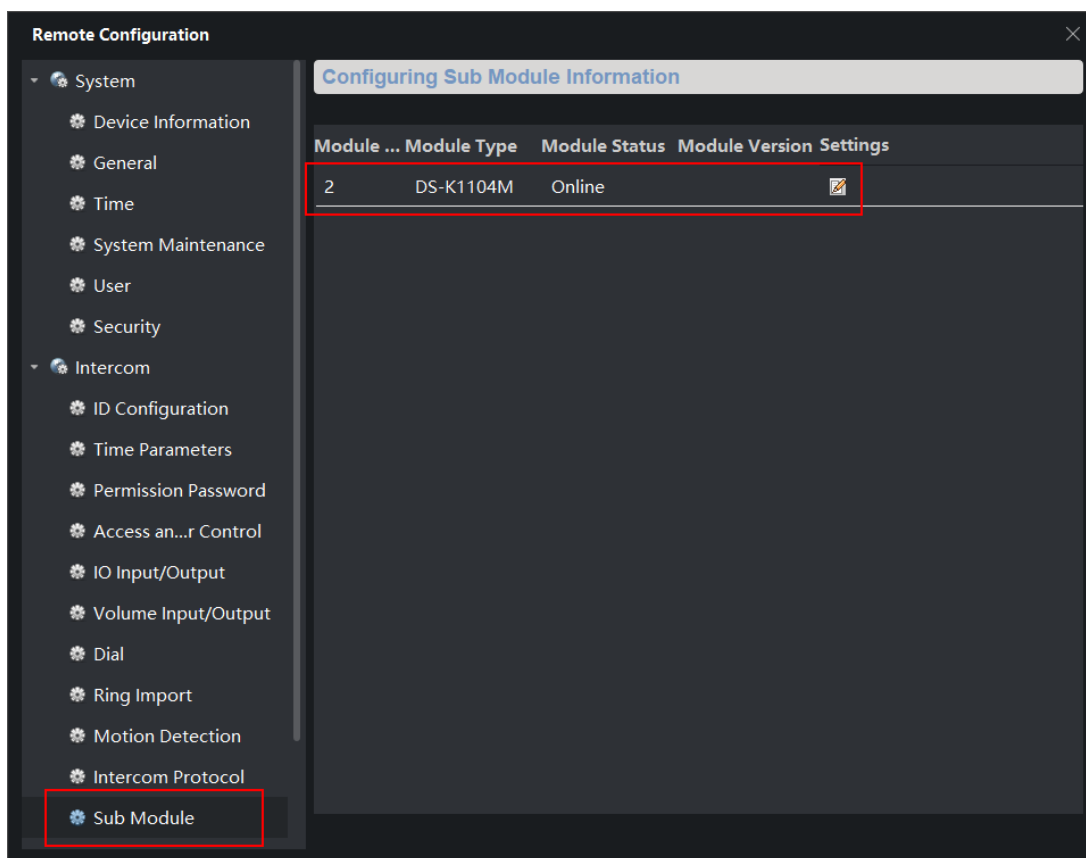 Remote Configuration
System
Device Information
General
Time
System Maintenance
User
Security
Intercom
ID Configuration
Time Parameters
Permission Password
Access an...r Control
IO Input/Output
Volume Input/Output
Dial
Ring Import
Motion Detection
Intercom Protocol
Sub Module
Configuring Sub Module Information
Module ... Module Type Module Status Module Version Settings
2 DS-K1104M Online